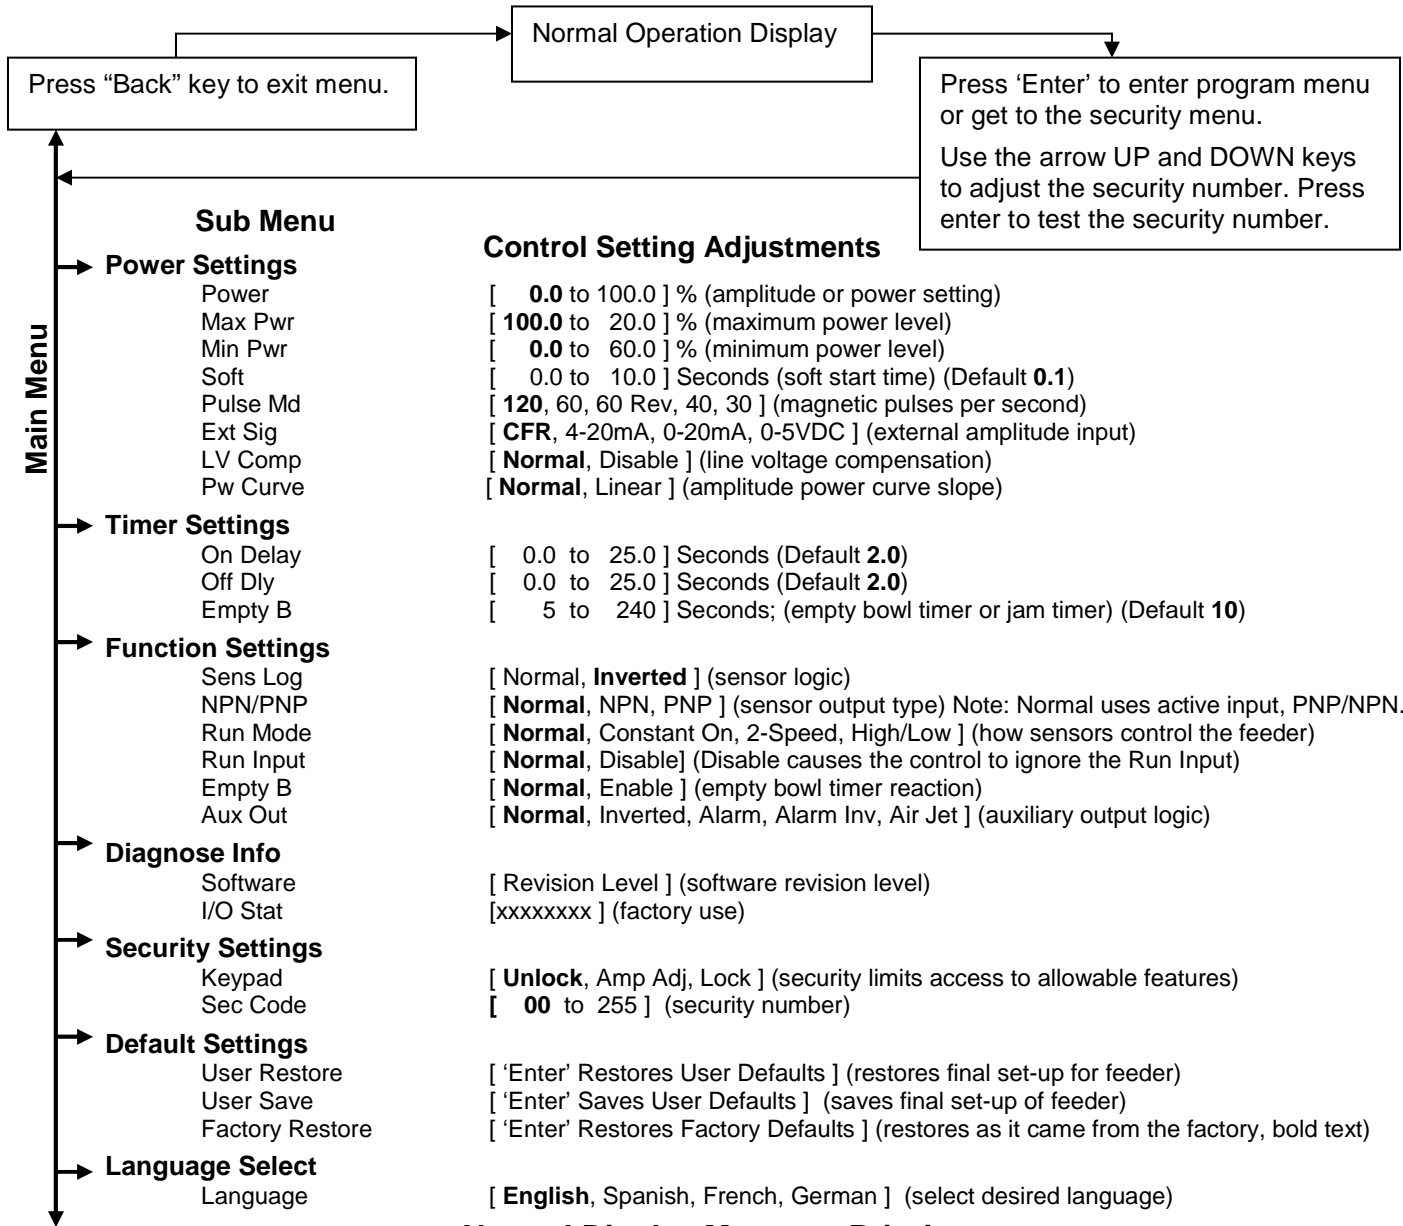 Normal Operation Display
Press “Back” key to exit menu.
Press ‘Enter’ to enter program menu
or get to the security menu.
Use the arrow UP and DOWN keys
to adjust the security number. Press
enter to test the security number.
Main Menu
Sub Menu
Control Setting Adjustments
Power Settings
Power [ 0.0 to 100.0 ] % (amplitude or power setting)
Max Pwr [ 100.0 to 20.0 ] % (maximum power level)
Min Pwr [ 0.0 to 60.0 ] % (minimum power level)
Soft [ 0.0 to 10.0 ] Seconds (soft start time) (Default 0.1)
Pulse Md [ 120, 60, 60 Rev, 40, 30 ] (magnetic pulses per second)
Ext Sig [ CFR, 4-20mA, 0-20mA, 0-5VDC ] (external amplitude input)
LV Comp [ Normal, Disable ] (line voltage compensation)
Pw Curve [ Normal, Linear ] (amplitude power curve slope)
Timer Settings
On Delay [ 0.0 to 25.0 ] Seconds (Default 2.0)
Off Dly [ 0.0 to 25.0 ] Seconds (Default 2.0)
Empty B [ 5 to 240 ] Seconds; (empty bowl timer or jam timer) (Default 10)
Function Settings
Sens Log [ Normal, Inverted ] (sensor logic)
NPN/PNP [ Normal, NPN, PNP ] (sensor output type) Note: Normal uses active input, PNP/NPN.
Run Mode [ Normal, Constant On, 2-Speed, High/Low ] (how sensors control the feeder)
Run Input [ Normal, Disable] (Disable causes the control to ignore the Run Input)
Empty B [ Normal, Enable ] (empty bowl timer reaction)
Aux Out [ Normal, Inverted, Alarm, Alarm Inv, Air Jet ] (auxiliary output logic)
Diagnose Info
Software [ Revision Level ] (software revision level)
I/O Stat [xxxxxxxx ] (factory use)
Security Settings
Keypad [ Unlock, Amp Adj, Lock ] (security limits access to allowable features)
Sec Code [ 00 to 255 ] (security number)
Default Settings
User Restore [ ‘Enter’ Restores User Defaults ] (restores final set-up for feeder)
User Save [ ‘Enter’ Saves User Defaults ] (saves final set-up of feeder)
Factory Restore [ ‘Enter’ Restores Factory Defaults ] (restores as it came from the factory, bold text)
Language Select
Language [ English, Spanish, French, German ] (select desired language)